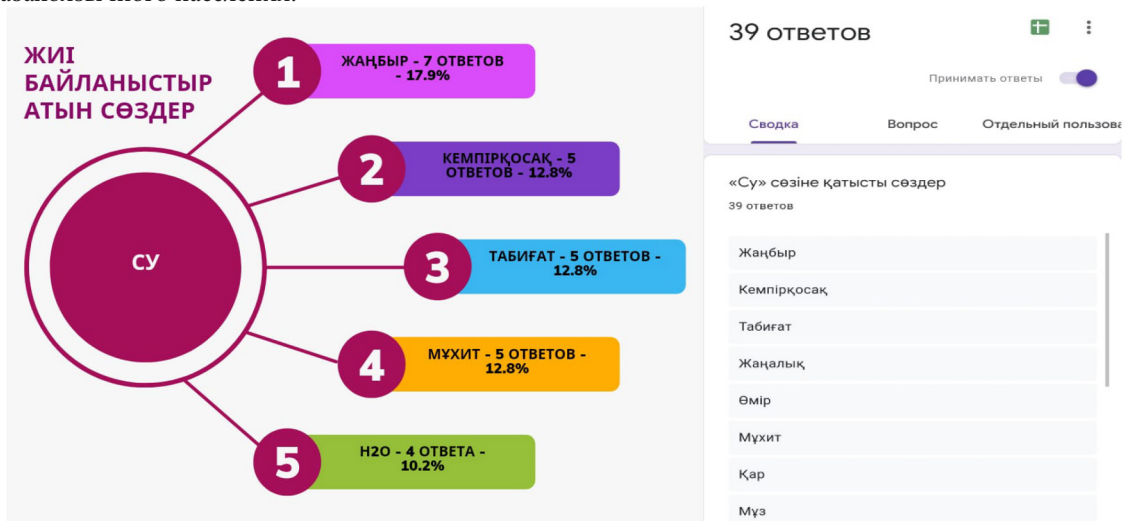 ЖИІ
БАЙЛАНЫСТЫР
АТЫН СӨЗДЕР
СУ
1
ЖАҢБЫР - 7 ОТВЕТОВ
- 17.9%
2
КЕМПІРҚОСАҚ - 5
ОТВЕТОВ - 12.8%
3
ТАБИҒАТ - 5 ОТВЕТОВ -
12.8%
4
МҰХИТ - 5 ОТВЕТОВ -
12.8%
5
H2O - 4 ОТВЕТА -
10.2%
39 ответов
Принимать ответы
Сводка Вопрос Отдельный пользова
«Су» сөзіне қатысты сөздер
39 ответов
Жаңбыр
Кемпірқосақ
Табиғат
Жаңалық
Өмір
Мұхит
Қар
Мұз